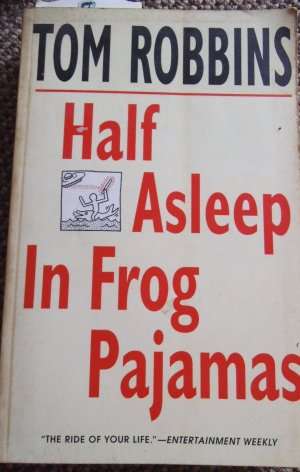 TOM ROBBINS
Half
Asleep
In Frog
Pajamas
"THE RIDE OF YOUR LIFE."—ENTERTAINMENT WEEKLY